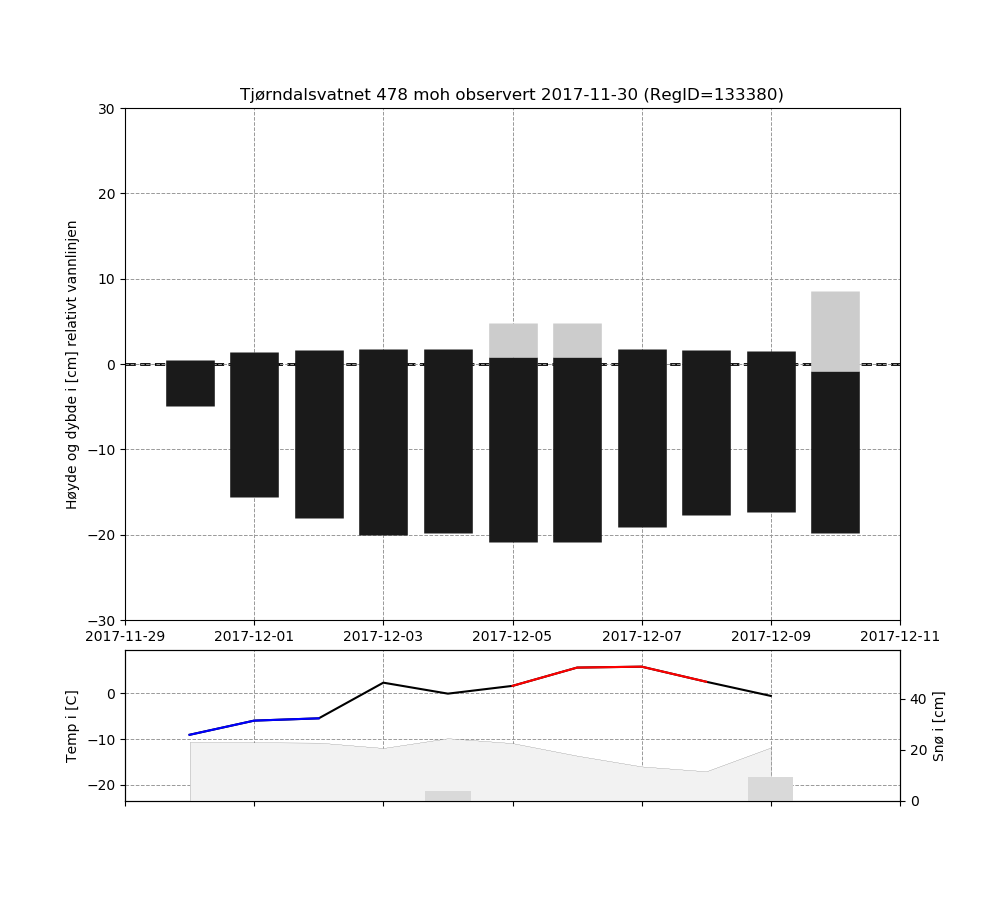 Tjørndalsvatnet 478 moh observert 2017-11-30 (RegID=133380)
Høyde og dybde i [cm] relativt vannlinjen
30
20
10
0
−10
−20
−30
2017-11-29 2017-12-01 2017-12-03 2017-12-05 2017-12-07 2017-12-09 2017-12-11
Temp i [C]
0
−10
−20
40
20
0
Snø i [cm]